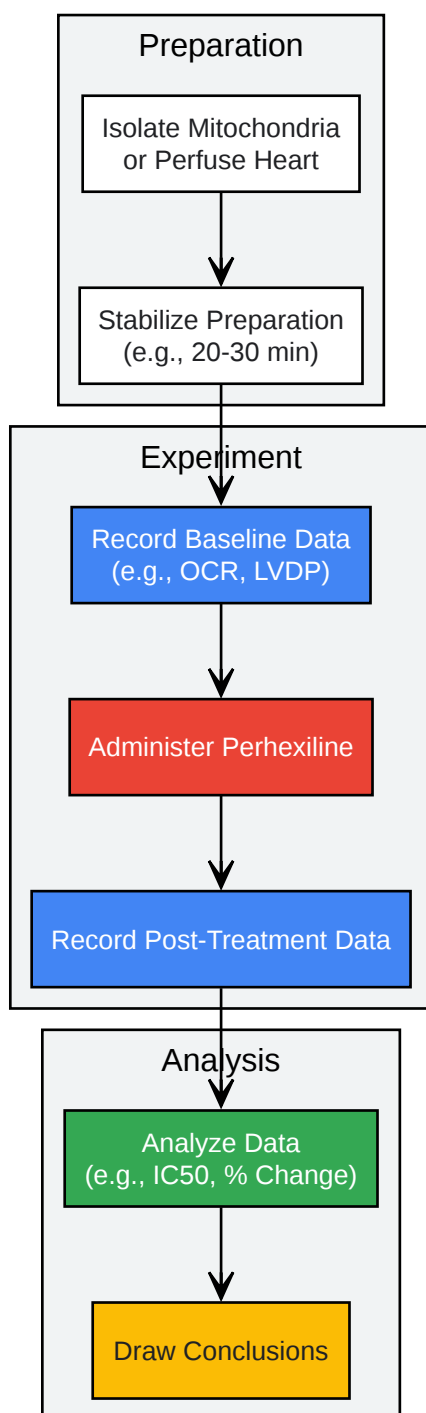 Preparation
Isolate Mitochondria
or Perfuse Heart
Stabilize Preparation
(e.g., 20-30 min)
Experiment
Record Baseline Data
(e.g., OCR, LVDP)
Administer Perhexiline
Record Post-Treatment Data
Analysis
Analyze Data
(e.g., IC50, % Change)
Draw Conclusions